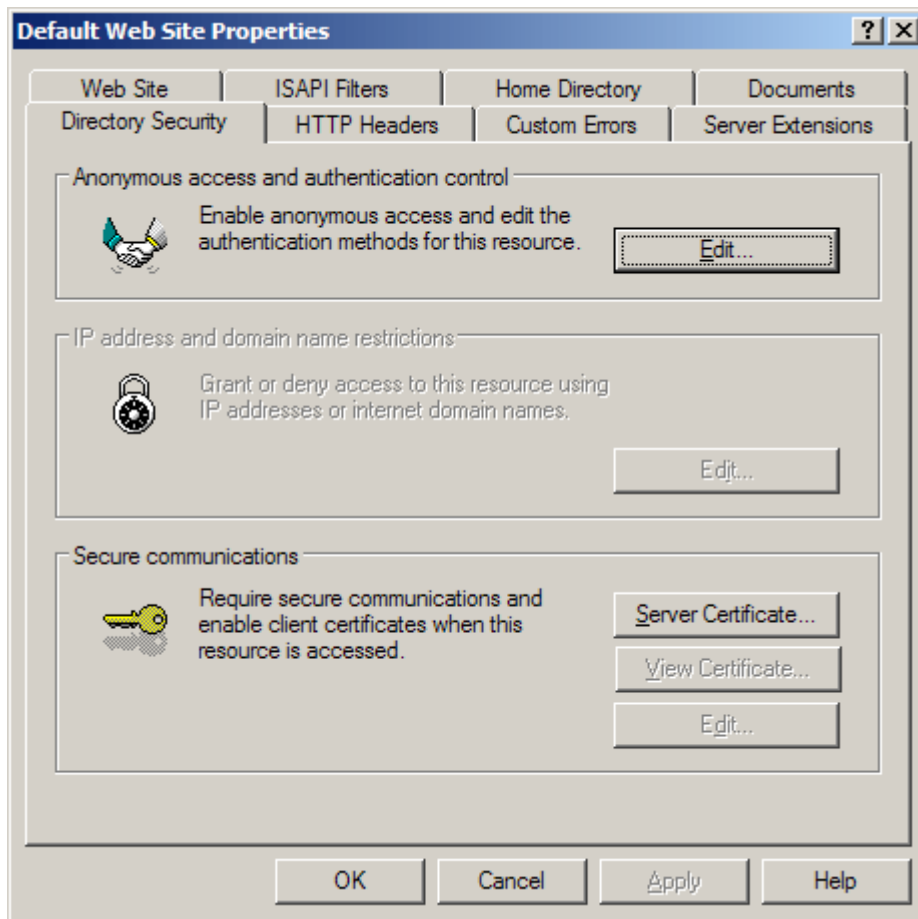 Default Web Site Properties
Web Site
ISAPI Filters
Home Directory
Documents
Directory Security
HTTP Headers
Custom Errors
Server Extensions
Anonymous access and authentication control
Enable anonymous access and edit the
authentication methods for this resource.
Edit...
IP address and domain name restrictions
Grant or deny access to this resource using
IP addresses or internet domain names.
Edit...
Secure communications
Require secure communications and
enable client certificates when this
resource is accessed.
Server Certificate...
View Certificate...
Edit...
OK
Cancel
Apply
Help